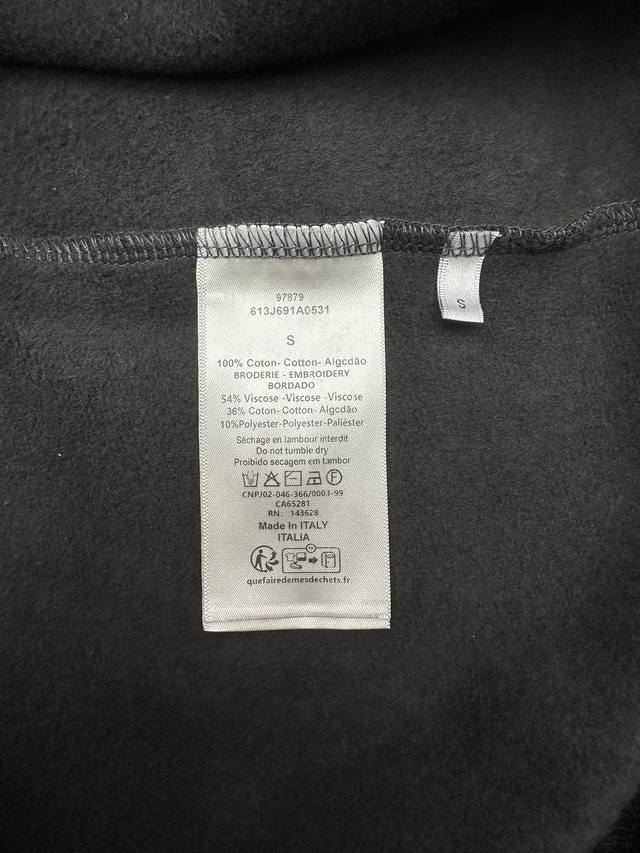 97879
613J691A0531
S
100% Coton- Cotton- Algcdão
BRODERIE - EMBROIDERY
BORDADO
54% Viscose -Viscose -Viscose
36% Coton- Cotton- Algcdão
10%Polyester-Polyester-Paliéster
Séchage en lambour interdit
Do not tumble dry
Proibido secagem em tambor
CNPJ02-046-366/0003-99
CA65281
RN: 143628
Made In ITALY
ITALIA
FR
quefairedemesdechets.fr
S